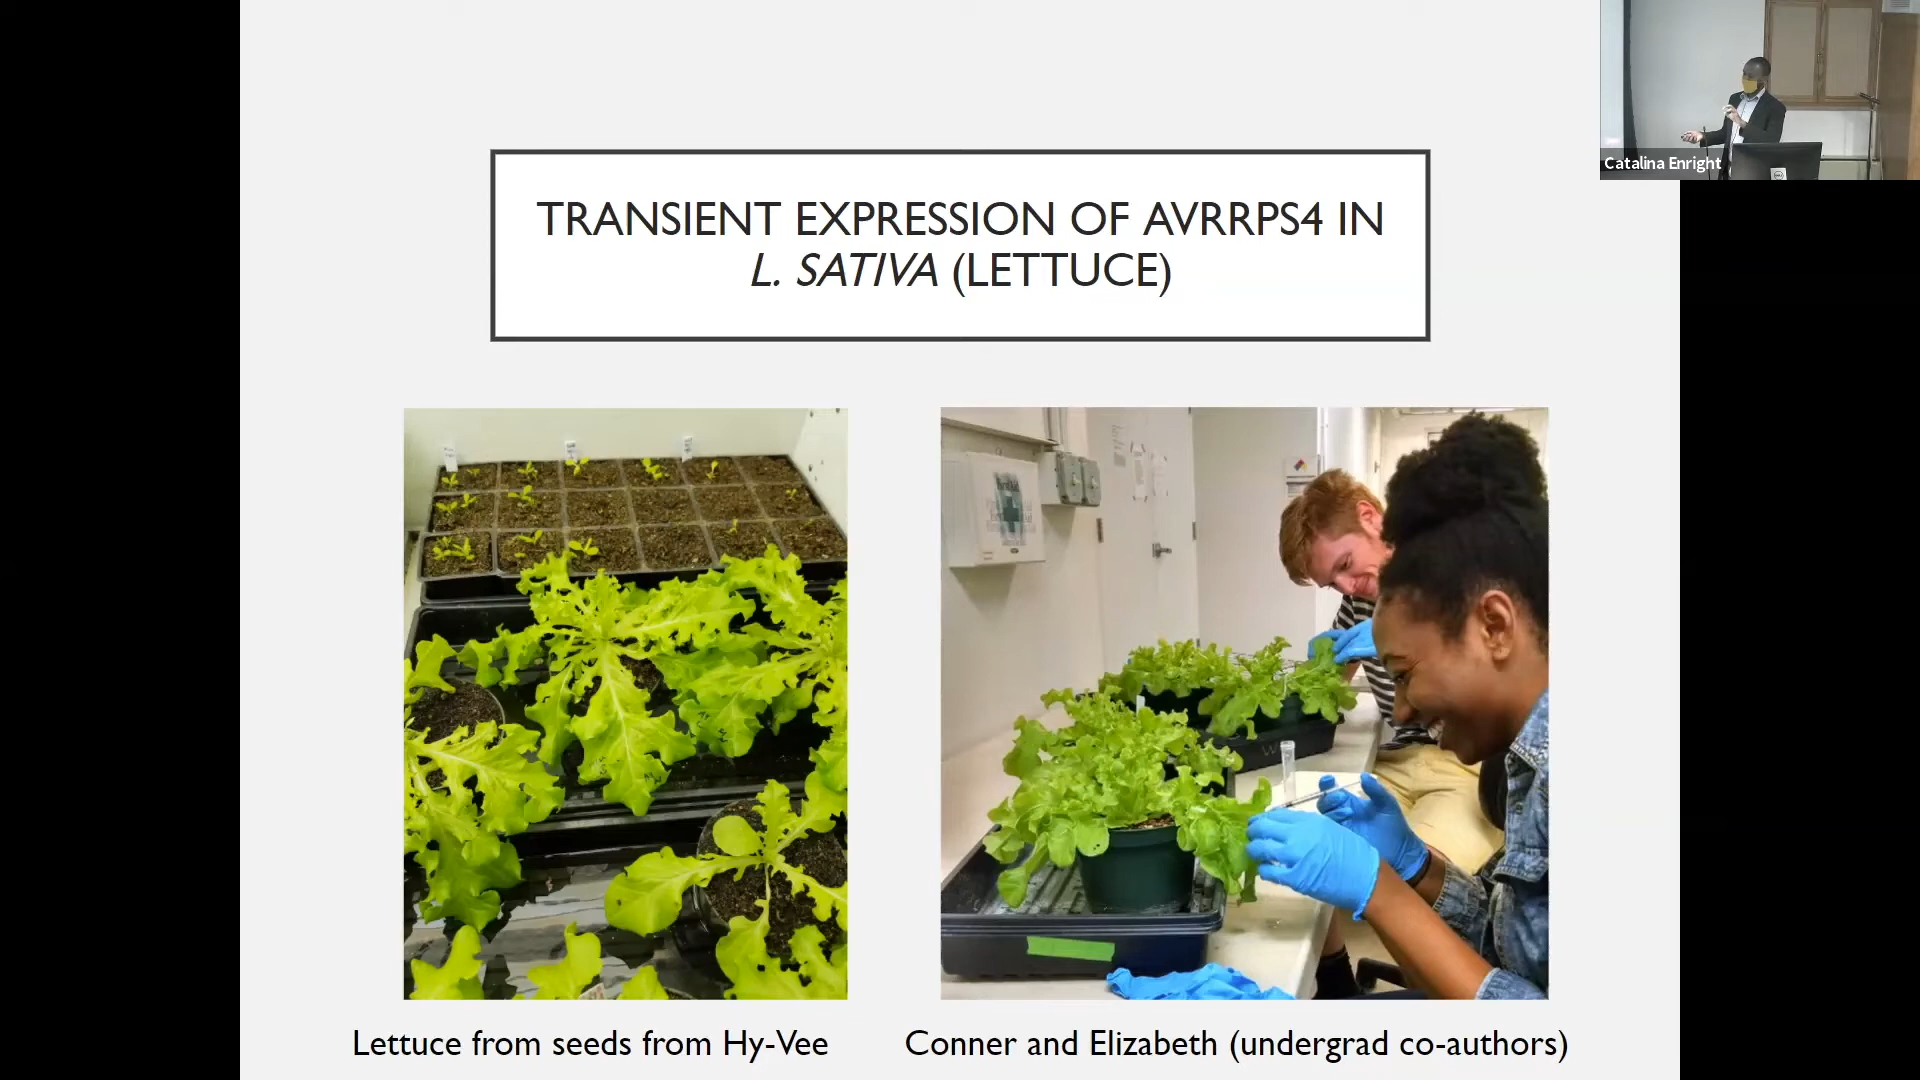 Catalina Enright
TRANSIENT EXPRESSION OF AVRRPS4 IN
L. SATIVA (LETTUCE)
Lettuce from seeds from Hy-Vee
Conner and Elizabeth (undergrad co-authors)